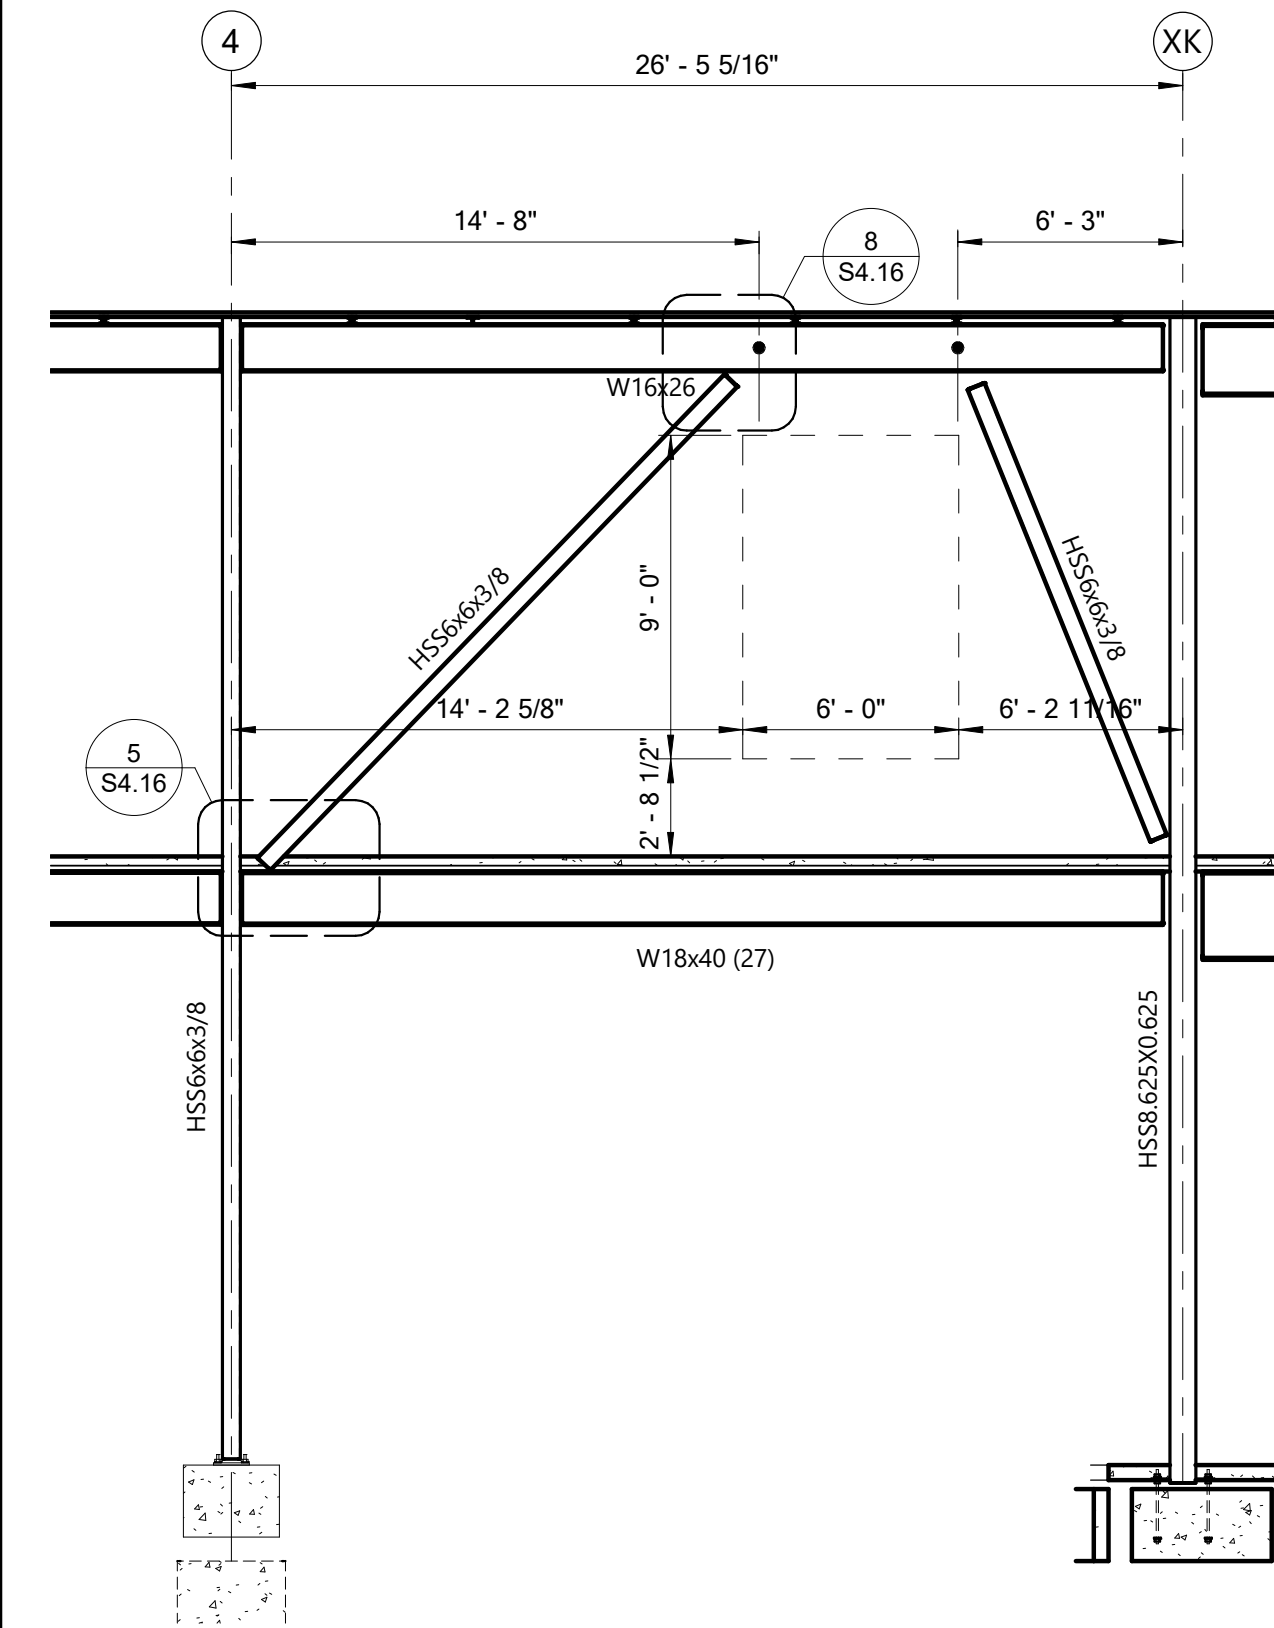 4
XK
26' - 5 5/16"
14' - 8"
6' - 3"
8
S4.16
W16x26
HSS6x6x3/8
9' - 0"
HSS6x6x3/8
14' - 2 5/8"
6' - 0"
6' - 2 11/16"
5
S4.16
2' - 8 1/2"
W18x40 (27)
HSS6x6x3/8
HSS8.625X0.625